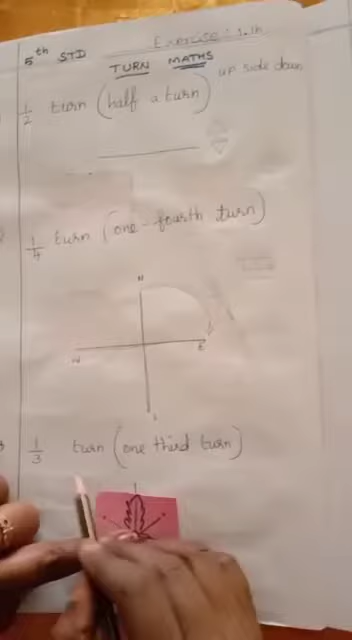 5th STD
TURN MATHS
1/2 turn (half a turn) up side down
1/4 turn (one-fourth turn)
N
W E
1/3 turn (one third turn)